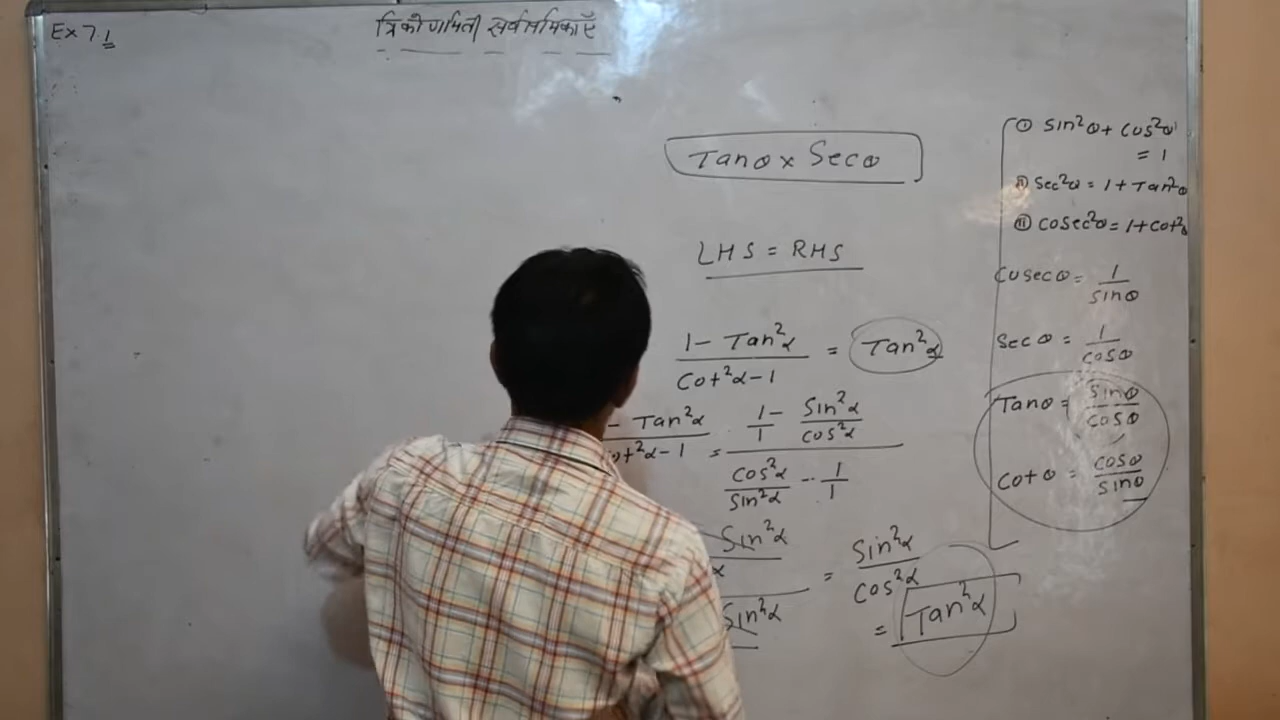 Ex 7.1
त्रिकोणमिती सर्वसमिकाएँ
Tanθ × Secθ
LHS = RHS
1 - Tan²α / Cot²α - 1 = Tan²α
- Tan²α / ot²α - 1 = 1/1 - Sin²α/Cos²α / Cos²α/Sin²α - 1/1
Sin²α / α / Sin²α = Sin²α / Cos²α
= Tan²α
① Sin²θ + Cos²θ
= 1
② Sec²θ = 1 + Tan²θ
③ Cosec²θ = 1 + Cot²θ
Cosecθ = 1 / Sinθ
Secθ = 1 / Cosθ
Tanθ = Sinθ / Cosθ
Cotθ = Cosθ / Sinθ